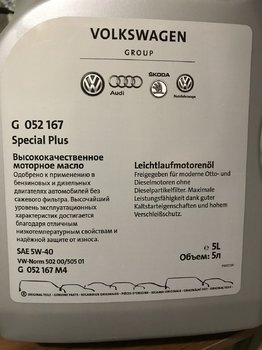 VOLKSWAGEN
GROUP
Audi
ŠKODA
Nutzfahrzeuge
G 052 167
Special Plus
Высококачественное
моторное масло
Одобрено к применению в
бензиновых и дизельных
двигателях автомобилей без
сажевого фильтра. Высочайший
уровень эксплуатационных
характеристик достигается
благодаря отличным
низкотемпературным свойствам и
надёжной защите от износа.
SAE 5W-40
VW-Norm 502 00/505 01
G 052 167 M4
Leichtlaufmotorenöl
Freigegeben für moderne Otto- und
Dieselmotoren ohne
Dieselpartikelfilter. Maximale
Leistungsfähigkeit dank guter
Kaltstarteigenschaften und hohem
Verschleißschutz.
5L
Объем: 5л